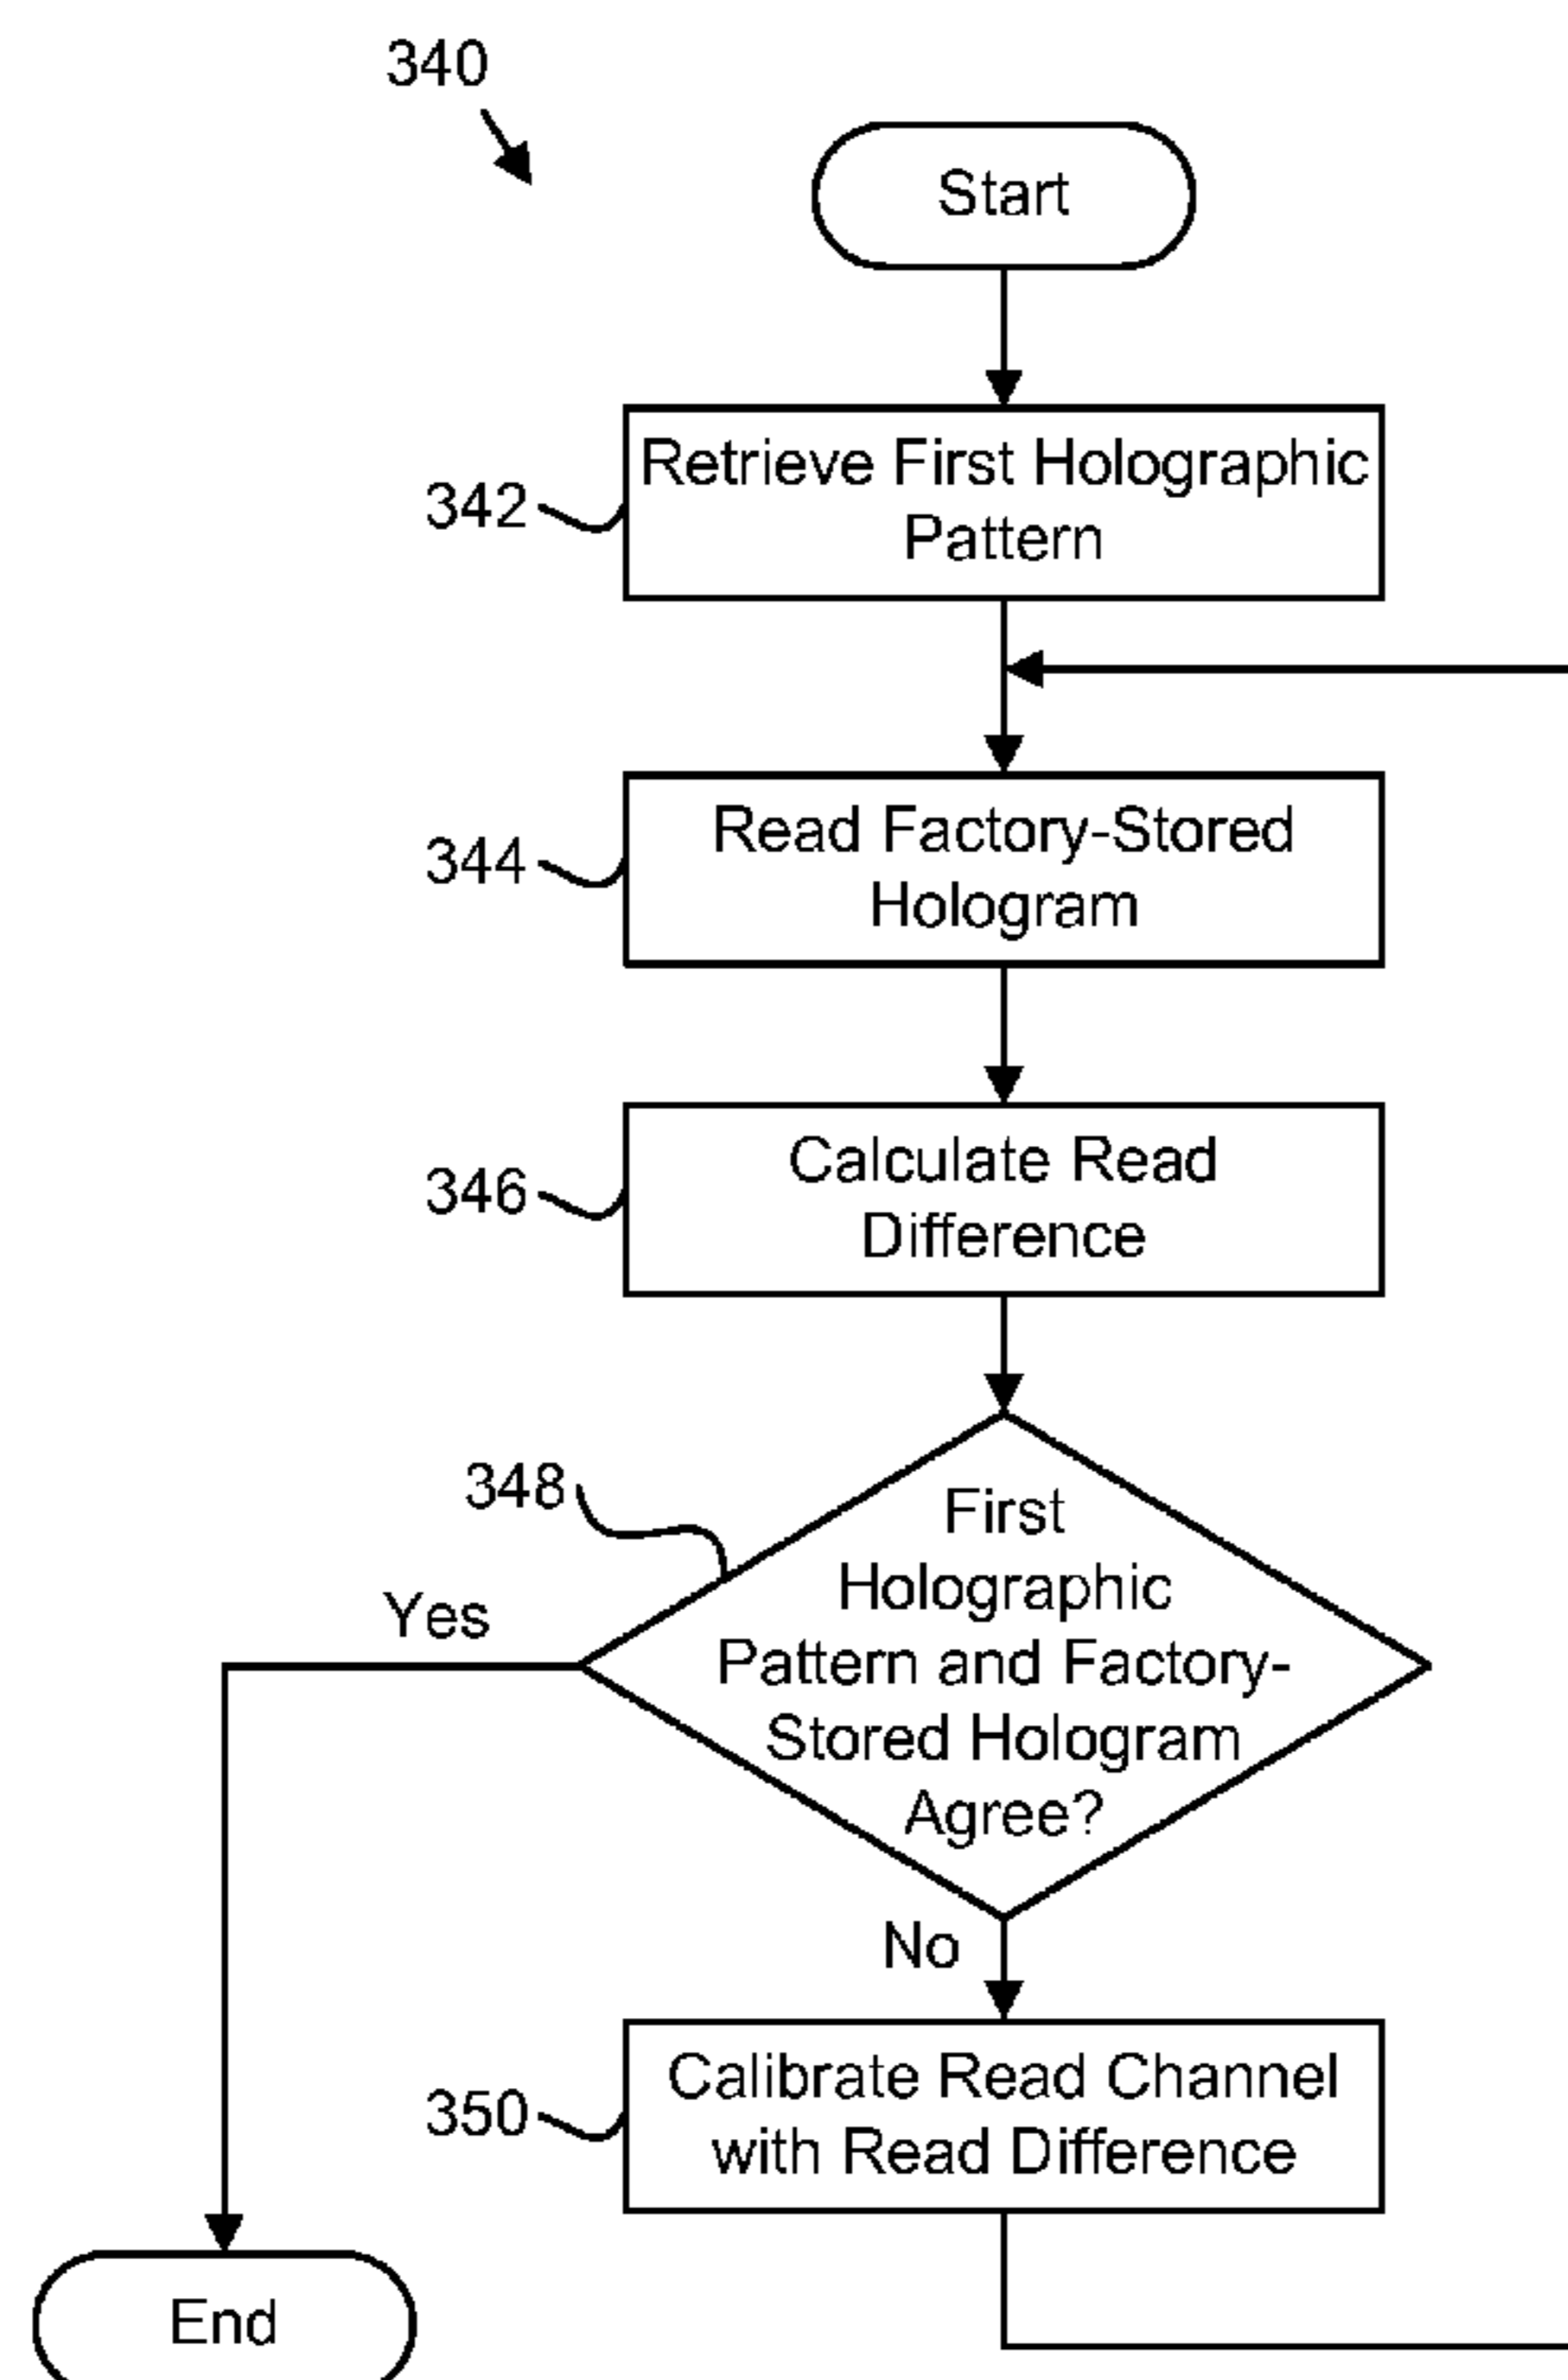 340
Start
Retrieve First Holographic
Pattern
342
Read Factory-Stored
Hologram
344
Calculate Read
Difference
346
348
First
Holographic
Pattern and Factory-
Stored Hologram
Agree?
Yes
No
Calibrate Read Channel
with Read Difference
350
End